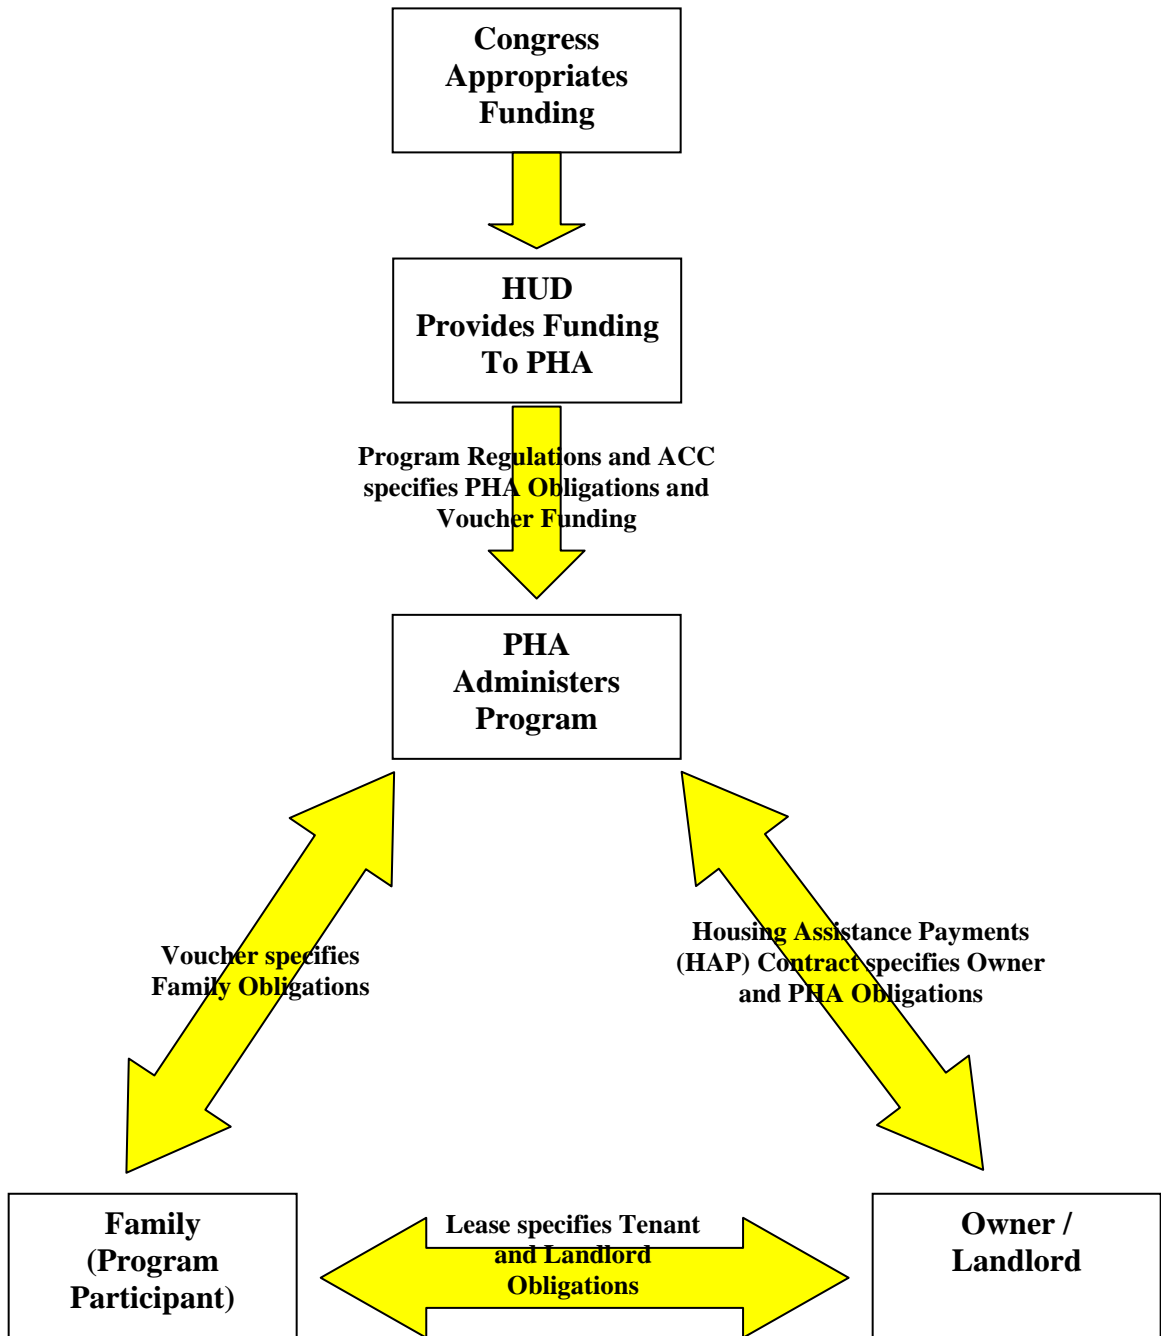 Congress
Appropriates
Funding
HUD
Provides Funding
To PHA
Program Regulations and ACC
specifies PHA Obligations and
Voucher Funding
PHA
Administers
Program
Voucher specifies
Family Obligations
Housing Assistance Payments
(HAP) Contract specifies Owner
and PHA Obligations
Family
(Program
Participant)
Lease specifies Tenant
and Landlord
Obligations
Owner /
Landlord